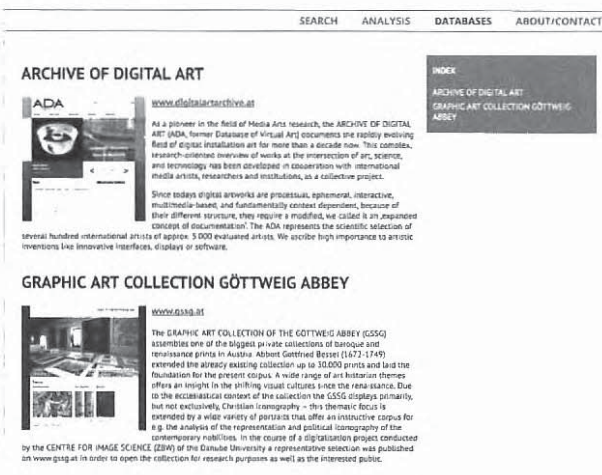 SEARCH ANALYSIS DATABASES ABOUT/CONTACT
ARCHIVE OF DIGITAL ART
ADA
www.digitalartarchive.at
As a pioneer in the field of Media Arts research, the ARCHIVE OF DIGITAL
ART (ADA, former Database of Virtual Art) documents the rapidly evolving
field of digital installation art for more than a decade now. This complex,
research-oriented overview of works at the intersection of art, science,
and technology has been developed in cooperation with international
media artists, researchers and institutions, as a collective project.
Since todays digital artworks are processual, ephemeral, interactive,
multimedia-based, and fundamentally context dependent, because of
their different structure, they require a modified, we called it an ‚expanded
concept of documentation'. The ADA represents the scientific selection of
several hundred international artists of approx. 5 000 evaluated artists. We ascribe high importance to artistic
inventions like innovative interfaces, displays or software.
GRAPHIC ART COLLECTION GÖTTWEIG ABBEY
www.gssg.at
The GRAPHIC ART COLLECTION OF THE GÖTTWEIG ABBEY (GSSG)
assembles one of the biggest private collections of baroque and
renaissance prints in Austria. Abbott Gottfried Bessel (1672-1749)
extended the already existing collection up to 30.000 prints and laid the
foundation for the present corpus. A wide range of art historian themes
offers an insight in the shifting visual cultures since the renaissance. Due
to the ecclesiastical context of the collection the GSSG displays primarily,
but not exclusively, Christian iconography – this thematic focus is
extended by a wide variety of portraits that offer an instructive corpus for
e.g. the analysis of the representation and political iconography of the
contemporary nobilities. In the course of a digitalisation project conducted
by the CENTRE FOR IMAGE SCIENCE (ZBW) of the Danube University a representative selection was published
on www.gssg.at in order to open the collection for research purposes as well as the interested public.
INDEX
ARCHIVE OF DIGITAL ART
GRAPHIC ART COLLECTION GÖTTWEIG
ABBEY